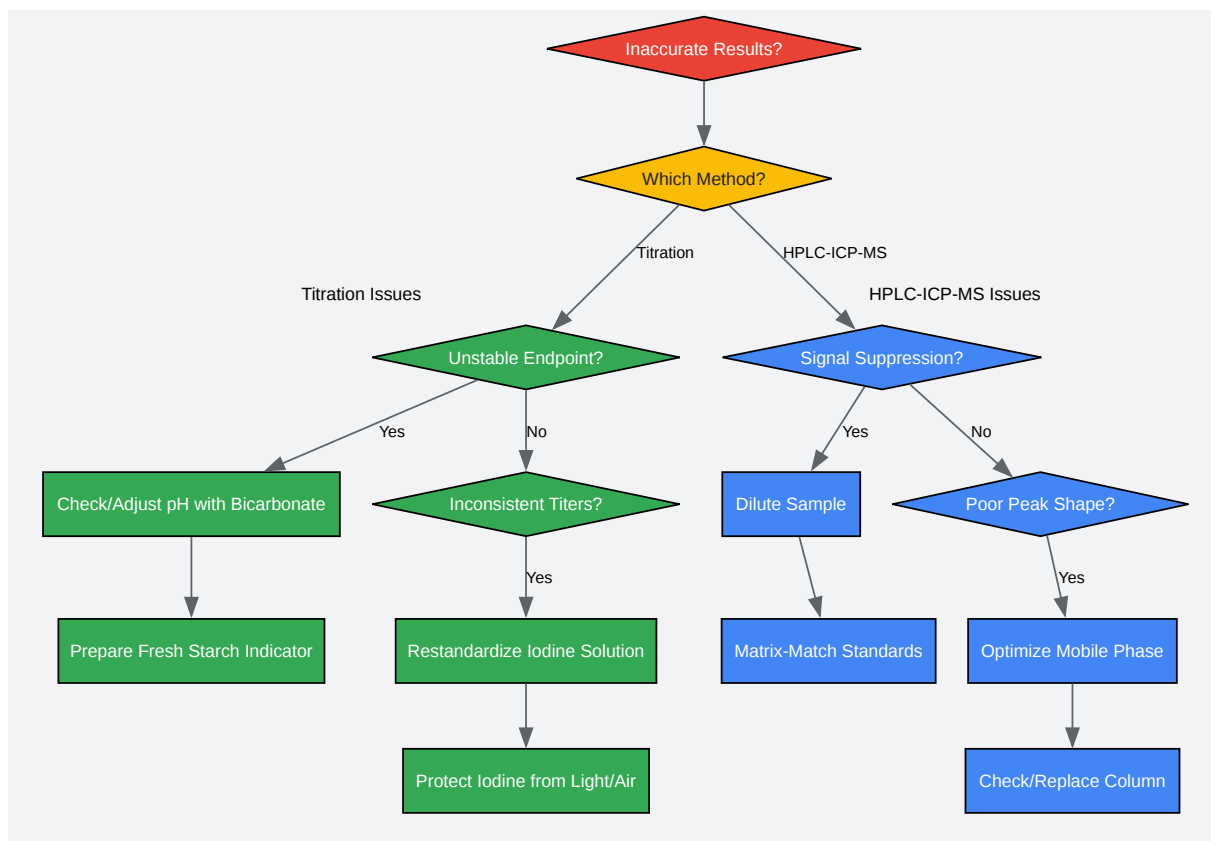 Inaccurate Results?
Which Method?
Titration
HPLC-ICP-MS
Titration Issues
HPLC-ICP-MS Issues
Unstable Endpoint?
Signal Suppression?
Yes
No
Yes
No
Check/Adjust pH with Bicarbonate
Inconsistent Titers?
Dilute Sample
Poor Peak Shape?
Yes
Yes
Prepare Fresh Starch Indicator
Restandardize Iodine Solution
Matrix-Match Standards
Optimize Mobile Phase
Protect Iodine from Light/Air
Check/Replace Column